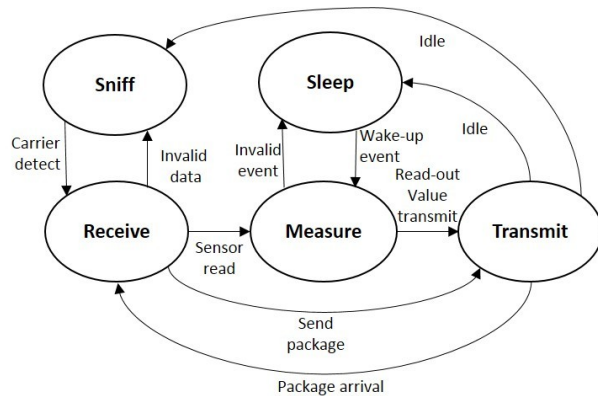 Idle
Sniff
Sleep
Idle
Carrier
detect
Invalid
data
Invalid
event
Wake-up
event
Read-out
Value
transmit
Receive
Sensor
read
Measure
Transmit
Send
package
Package arrival